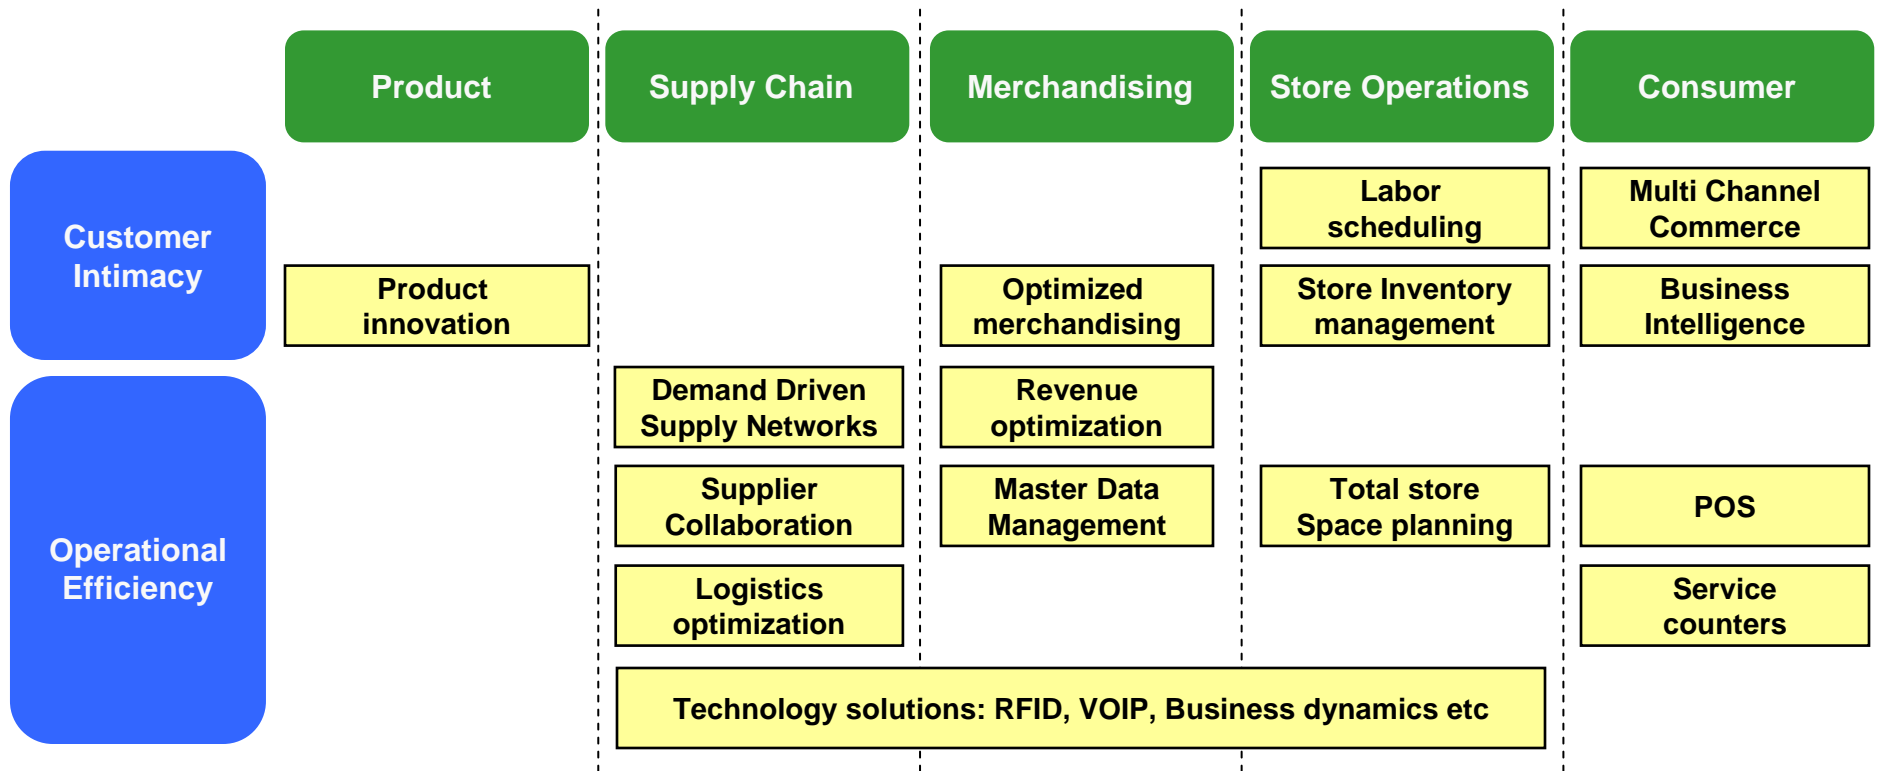 Product
Supply Chain
Merchandising
Store Operations
Consumer
Customer
Intimacy
Labor
scheduling
Multi Channel
Commerce
Product
innovation
Optimized
merchandising
Store Inventory
management
Business
Intelligence
Operational
Efficiency
Demand Driven
Supply Networks
Revenue
optimization
Supplier
Collaboration
Master Data
Management
Total store
Space planning
POS
Logistics
optimization
Service
counters
Technology solutions: RFID, VOIP, Business dynamics etc